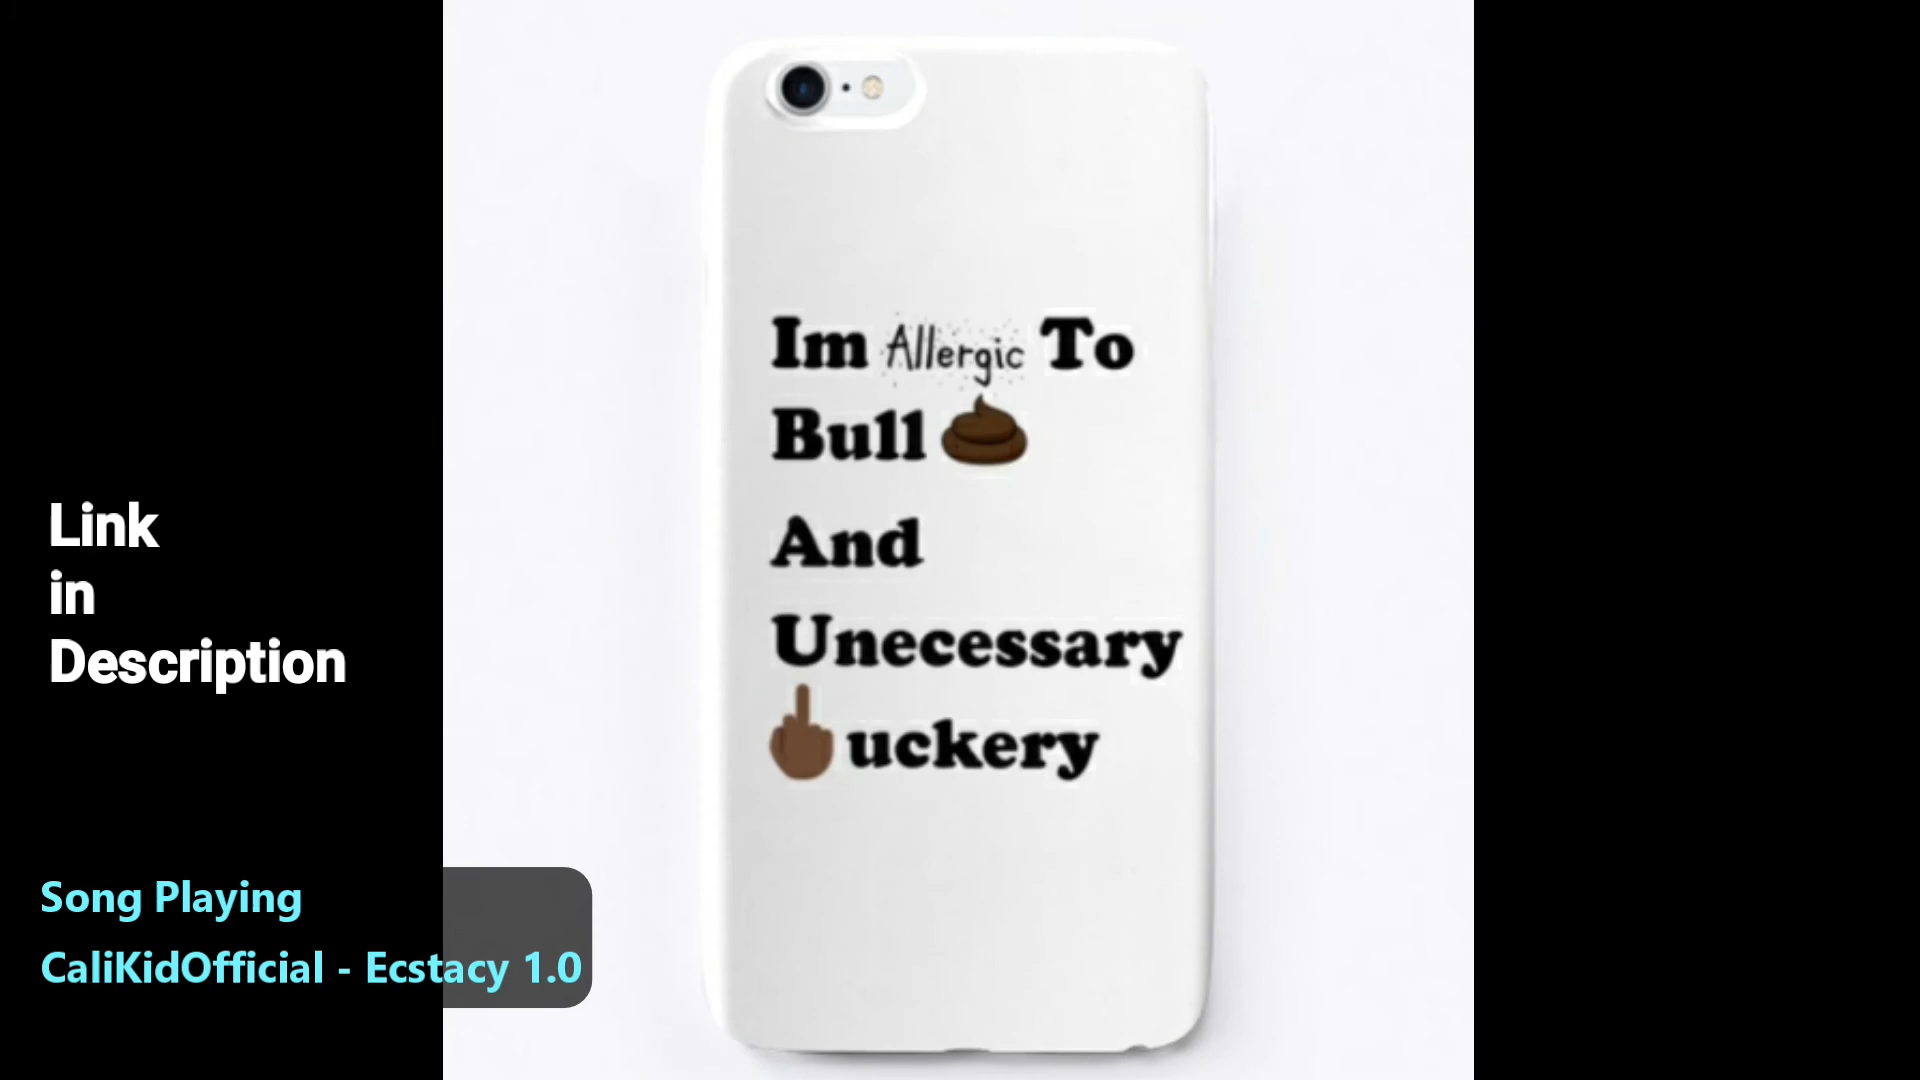 Im Allergic To
Bull 💩
And
Unecessary
🖕🏾uckery
Link
in
Description
Song Playing
CaliKidOfficial - Ecstacy 1.0